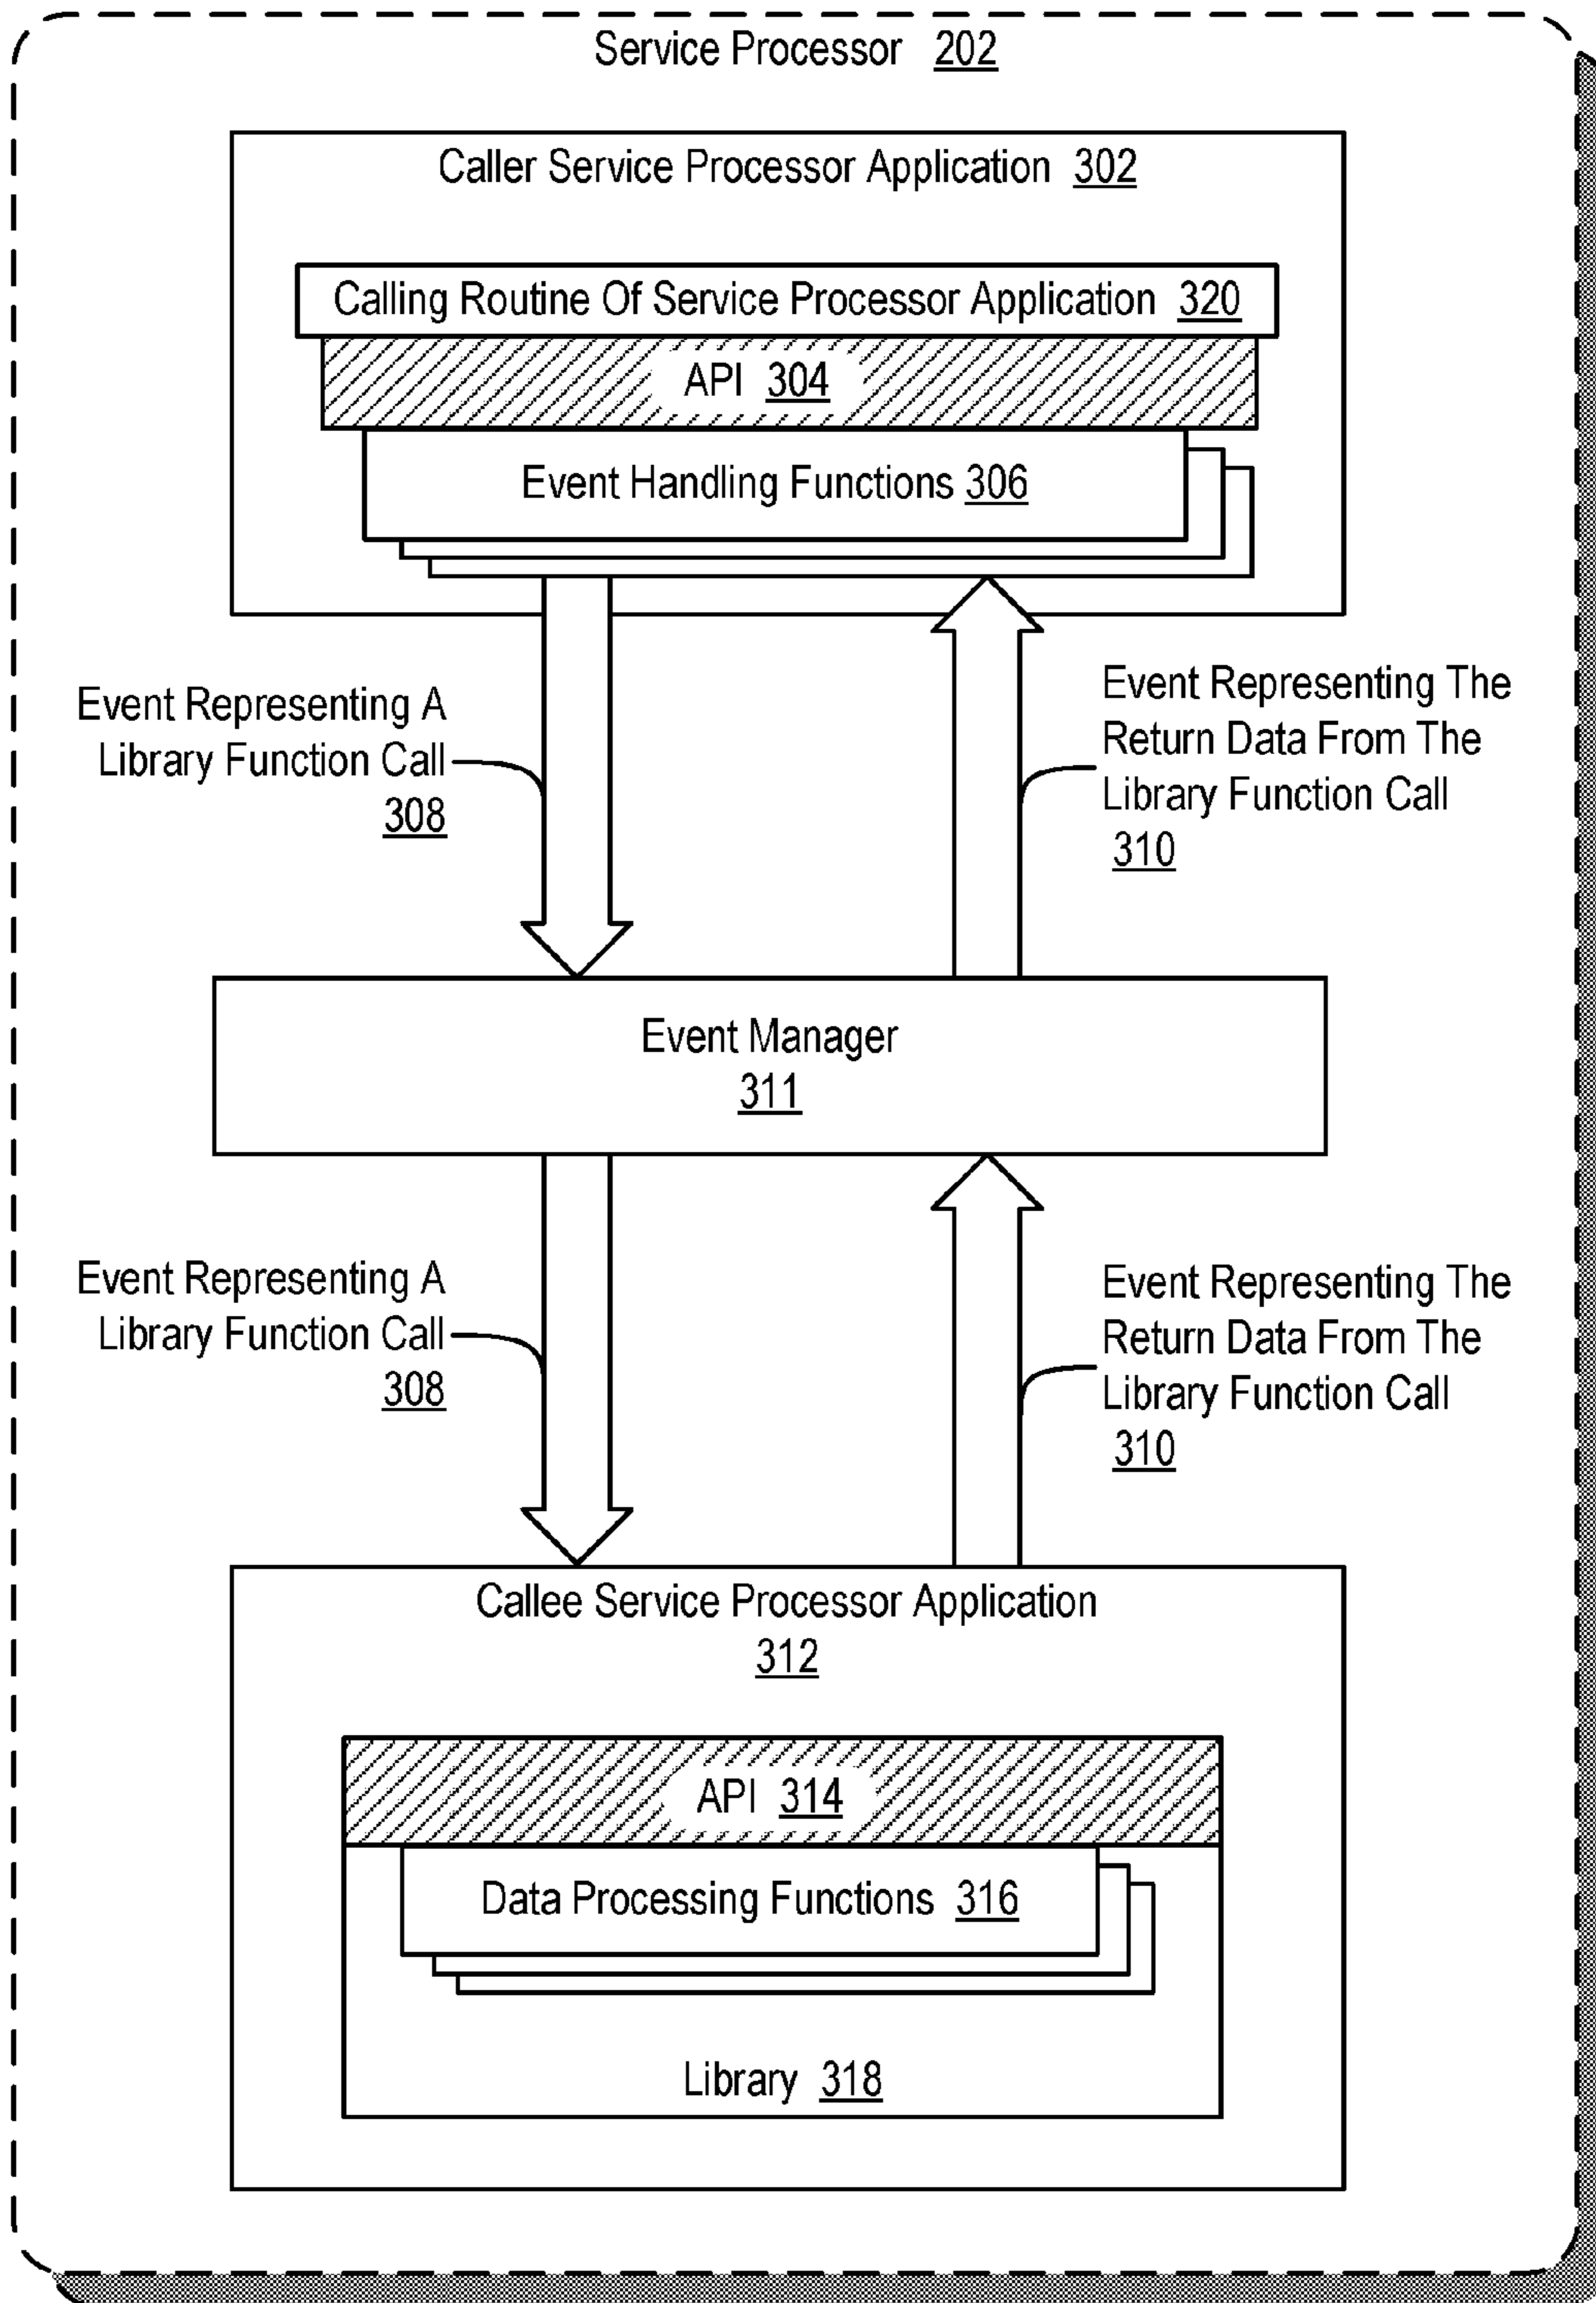 Service Processor 202
Caller Service Processor Application 302
Calling Routine Of Service Processor Application 320
API 304
Event Handling Functions 306
Event Representing A
Library Function Call
308
Event Representing The
Return Data From The
Library Function Call
310
Event Manager
311
Event Representing A
Library Function Call
308
Event Representing The
Return Data From The
Library Function Call
310
Callee Service Processor Application
312
API 314
Data Processing Functions 316
Library 318